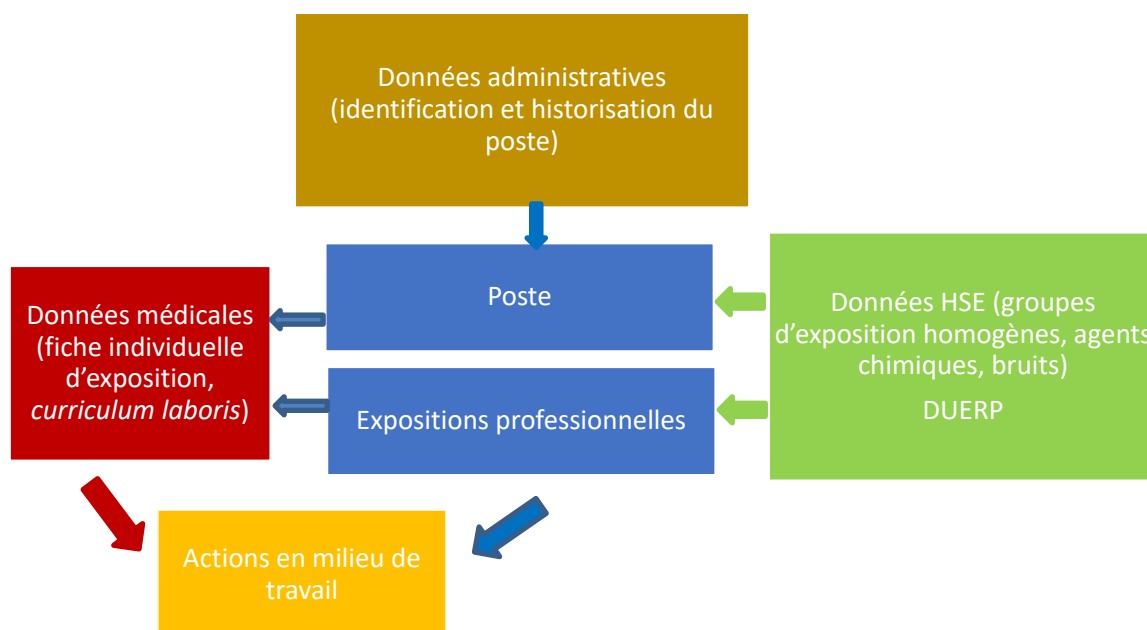 Données administratives
(identification et historisation du
poste)
Poste
Données médicales
(fiche individuelle
d’exposition,
curriculum laboris)
Données HSE (groupes
d’exposition homogènes, agents
chimiques, bruits)
DUERP
Expositions professionnelles
Actions en milieu de
travail